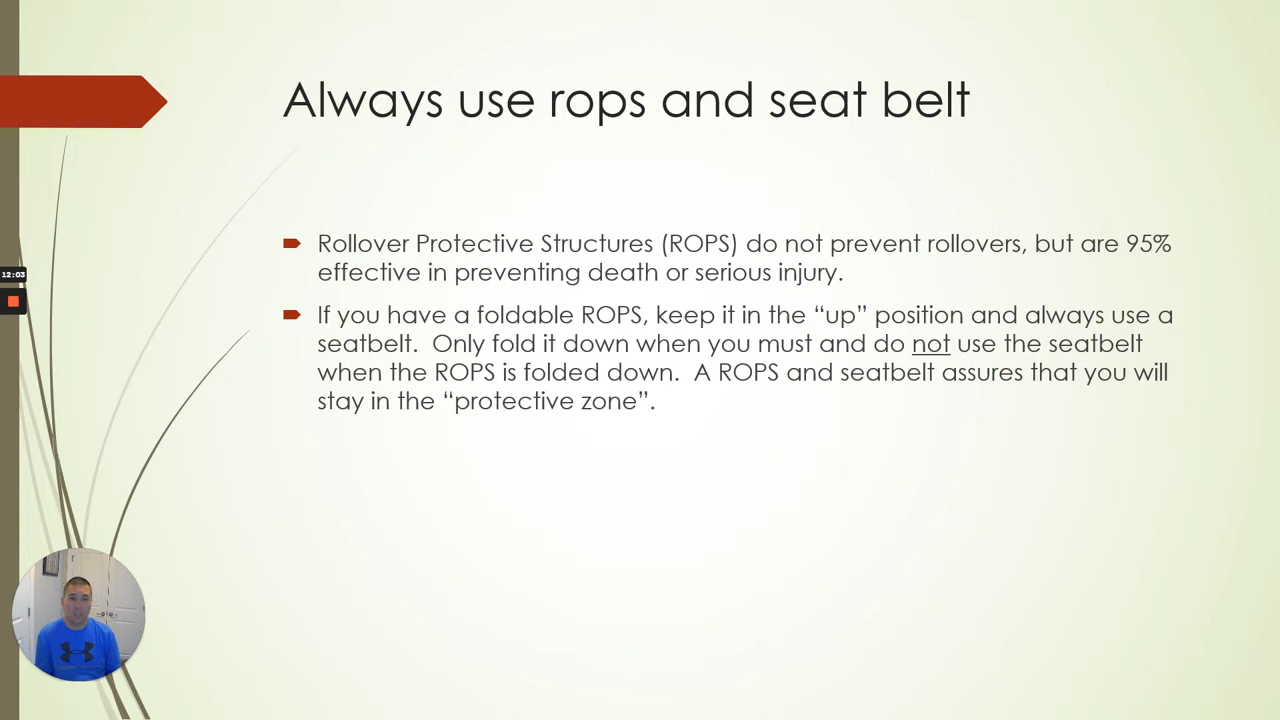 Always use rops and seat belt
Rollover Protective Structures (ROPS) do not prevent rollovers, but are 95%
effective in preventing death or serious injury.
If you have a foldable ROPS, keep it in the “up” position and always use a
seatbelt.  Only fold it down when you must and do not use the seatbelt
when the ROPS is folded down.  A ROPS and seatbelt assures that you will
stay in the “protective zone”.
12:03